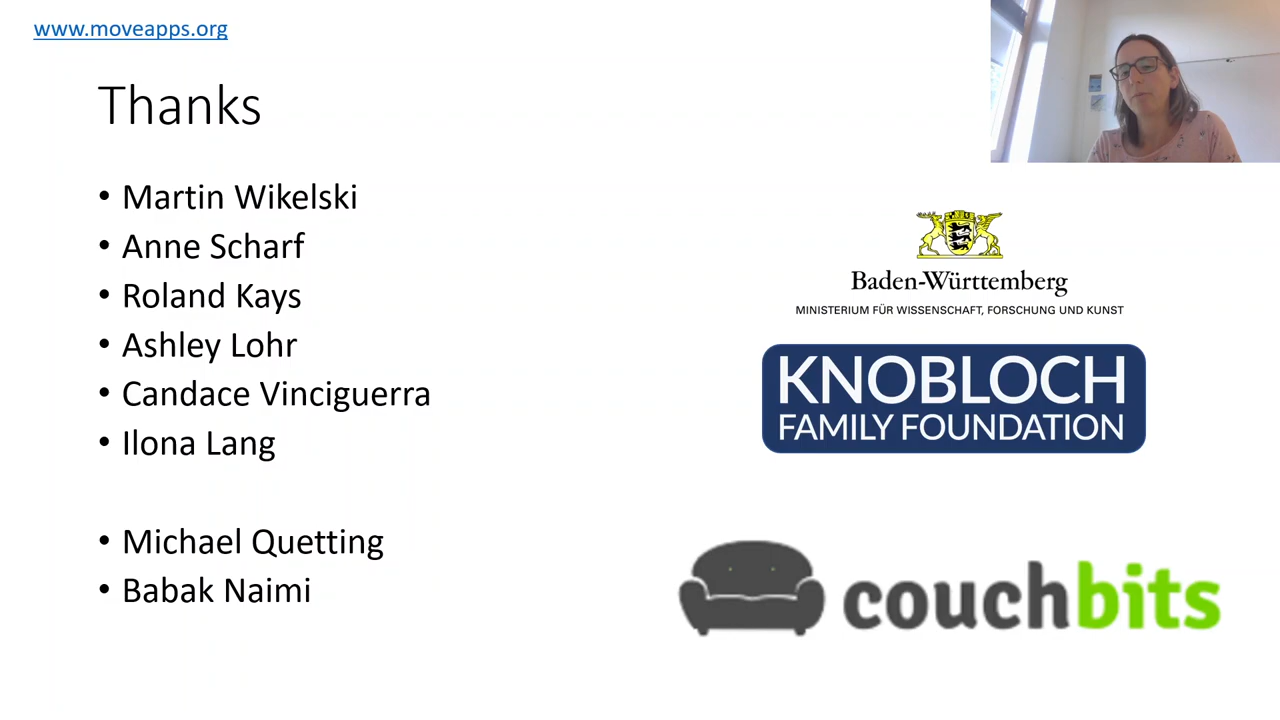 www.moveapps.org
Thanks
• Martin Wikelski
• Anne Scharf
• Roland Kays
• Ashley Lohr
• Candace Vinciguerra
• Ilona Lang
• Michael Quetting
• Babak Naimi
Baden-Württemberg
MINISTERIUM FÜR WISSENSCHAFT, FORSCHUNG UND KUNST
KNOBLOCH
FAMILY FOUNDATION
couchbits